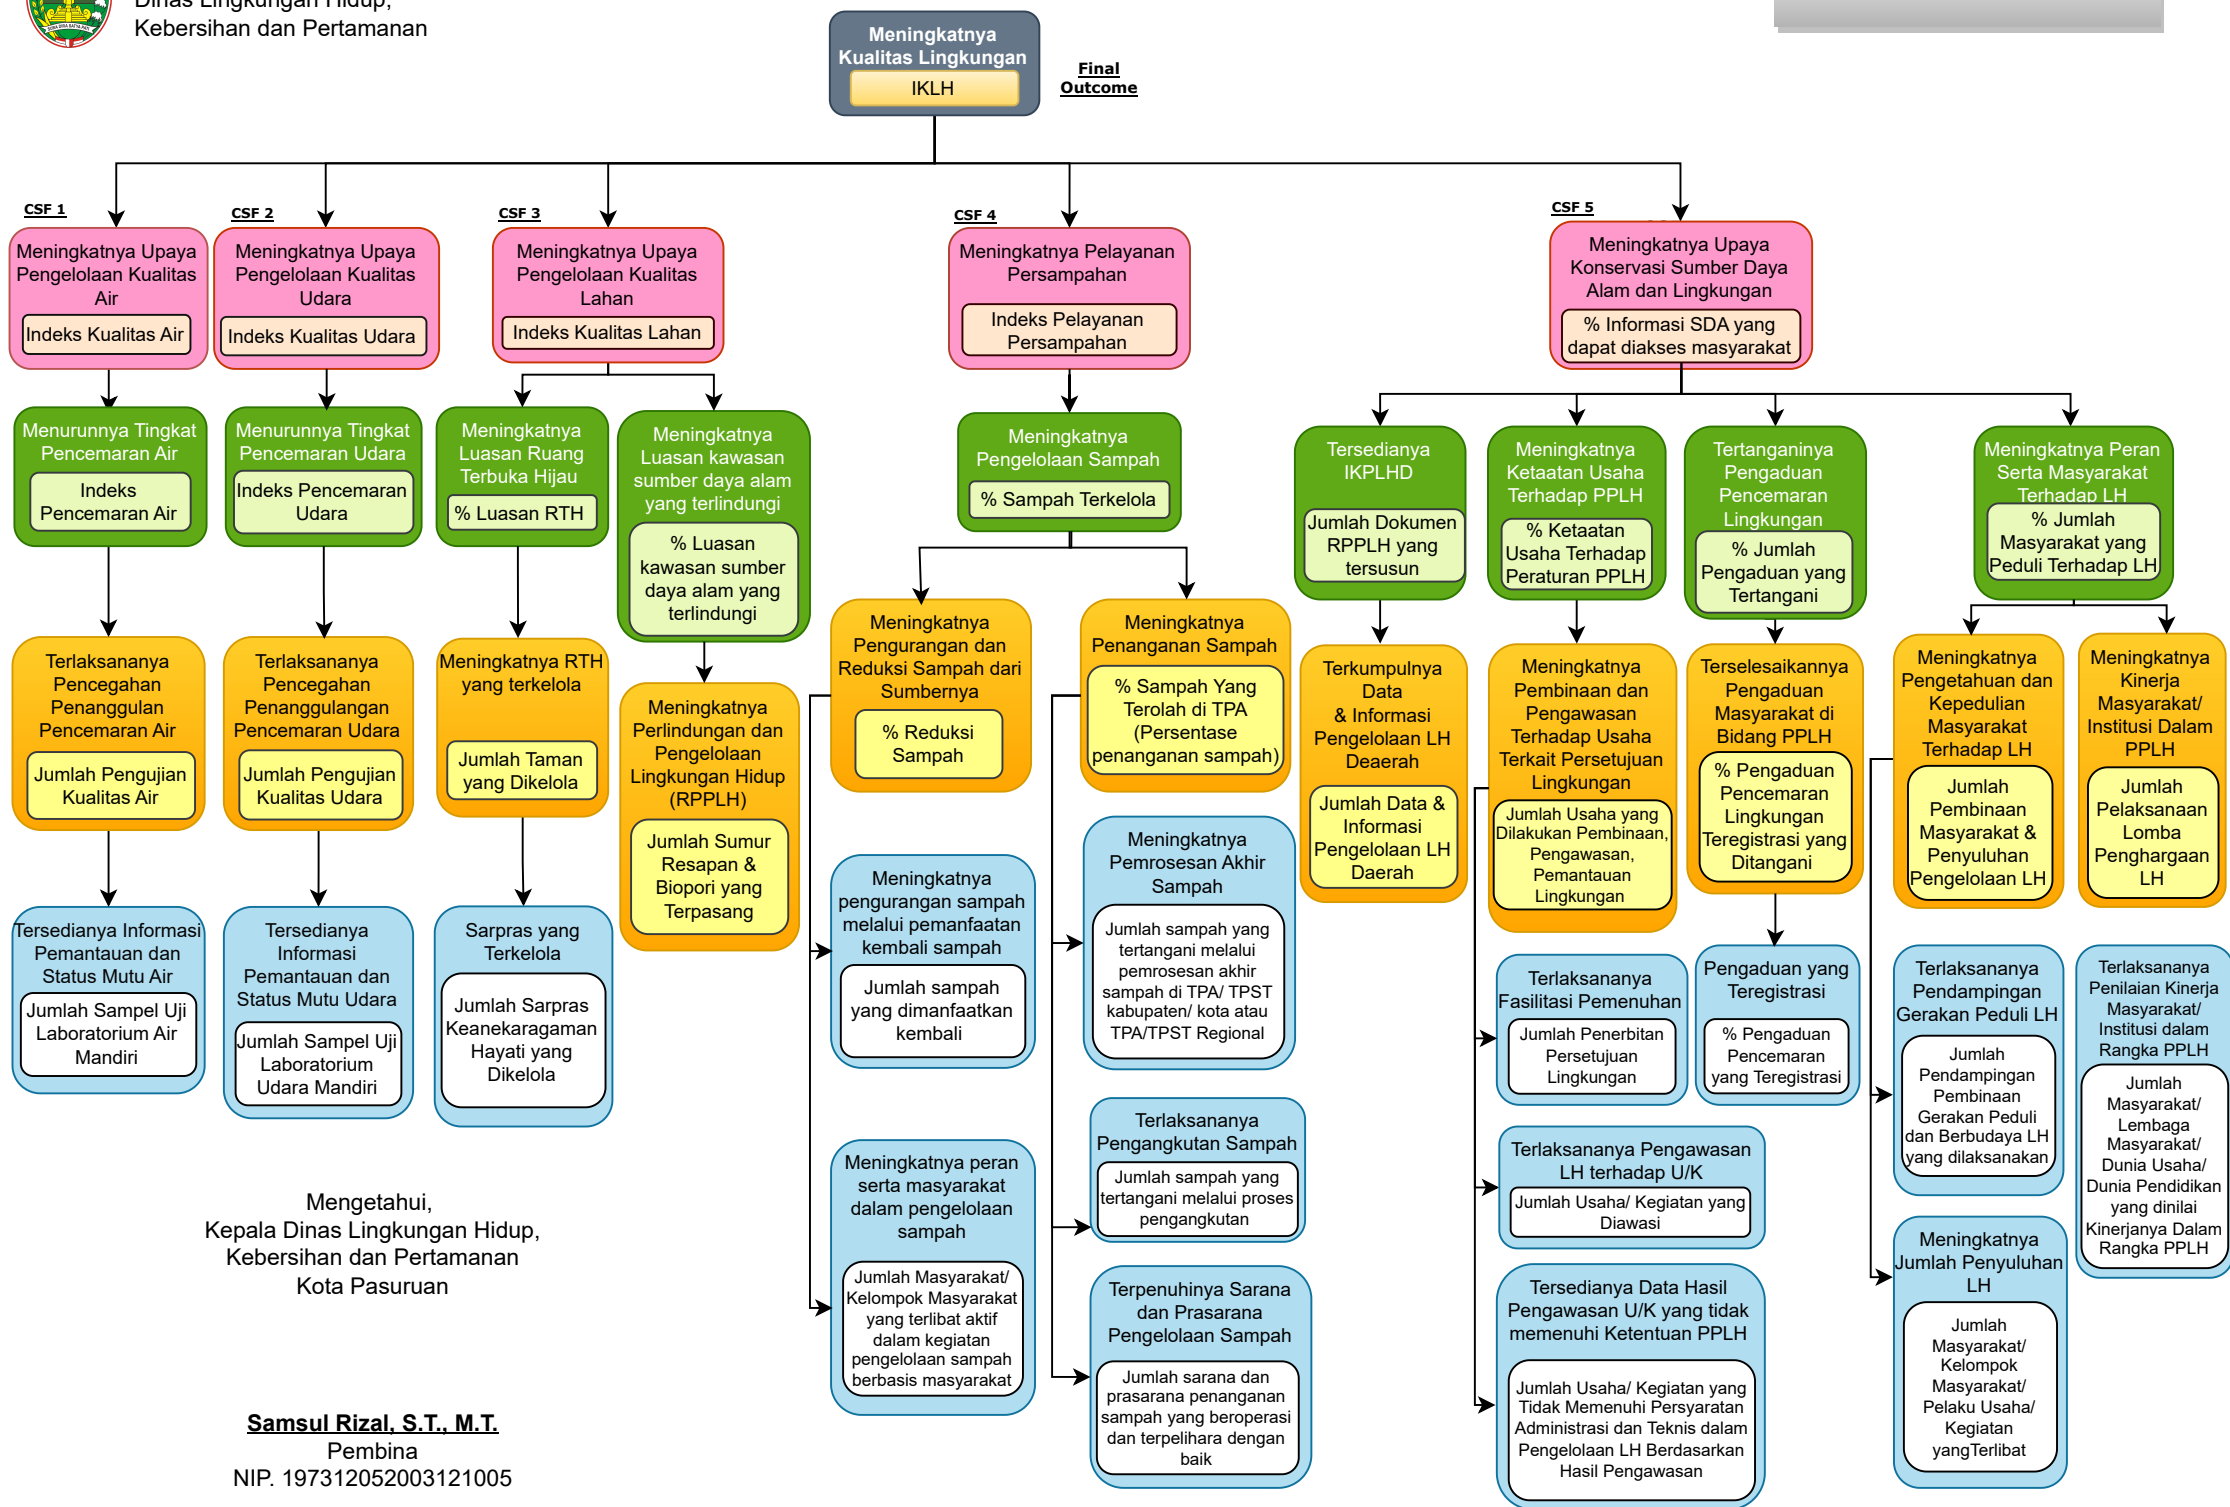 Dinas Lingkungan Hidup,
Kebersihan dan Pertamanan
Meningkatnya
Kualitas Lingkungan
IKLH
Final
Outcome
CSF 1
Meningkatnya Upaya
Pengelolaan Kualitas
Air
Indeks Kualitas Air
CSF 2
Meningkatnya Upaya
Pengelolaan Kualitas
Udara
Indeks Kualitas Udara
CSF 3
Meningkatnya Upaya
Pengelolaan Kualitas
Lahan
Indeks Kualitas Lahan
CSF 4
Meningkatnya Pelayanan
Persampahan
Indeks Pelayanan
Persampahan
CSF 5
Meningkatnya Upaya
Konservasi Sumber Daya
Alam dan Lingkungan
% Informasi SDA yang
dapat diakses masyarakat
Menurunnya Tingkat
Pencemaran Air
Indeks
Pencemaran Air
Menurunnya Tingkat
Pencemaran Udara
Indeks Pencemaran
Udara
Meningkatnya
Luasan Ruang
Terbuka Hijau
% Luasan RTH
Meningkatnya
Luasan kawasan
sumber daya alam
yang terlindungi
% Luasan
kawasan sumber
daya alam yang
terlindungi
Meningkatnya
Pengelolaan Sampah
% Sampah Terkelola
Tersedianya
IKPLHD
Jumlah Dokumen
RPPLH yang
tersusun
Meningkatnya
Ketaatan Usaha
Terhadap PPLH
% Ketaatan
Usaha Terhadap
Peraturan PPLH
Tertanganinya
Pengaduan
Pencemaran
Lingkungan
% Jumlah
Pengaduan yang
Tertangani
Meningkatnya Peran
Serta Masyarakat
Terhadap LH
% Jumlah
Masyarakat yang
Peduli Terhadap LH
Terlaksananya
Pencegahan
Penanggulan
Pencemaran Air
Jumlah Pengujian
Kualitas Air
Terlaksananya
Pencegahan
Penanggulangan
Pencemaran Udara
Jumlah Pengujian
Kualitas Udara
Meningkatnya RTH
yang terkelola
Jumlah Taman
yang Dikelola
Meningkatnya
Perlindungan dan
Pengelolaan
Lingkungan Hidup
(RPPLH)
Jumlah Sumur
Resapan &
Biopori yang
Terpasang
Meningkatnya
Pengurangan dan
Reduksi Sampah dari
Sumbernya
% Reduksi
Sampah
Meningkatnya
Penanganan Sampah
% Sampah Yang
Terolah di TPA
(Persentase
penanganan sampah)
Terkumpulnya
Data
& Informasi
Pengelolaan LH
Deaerah
Jumlah Data &
Informasi
Pengelolaan LH
Daerah
Meningkatnya
Pembinaan dan
Pengawasan
Terhadap Usaha
Terkait Persetujuan
Lingkungan
Jumlah Usaha yang
Dilakukan Pembinaan,
Pengawasan,
Pemantauan
Lingkungan
Terselesaikannya
Pengaduan
Masyarakat di
Bidang PPLH
% Pengaduan
Pencemaran
Lingkungan
Teregistrasi yang
Ditangani
Meningkatnya
Pengetahuan dan
Kepedulian
Masyarakat
Terhadap LH
Jumlah
Pembinaan
Masyarakat &
Penyuluhan
Pengelolaan LH
Meningkatnya
Kinerja
Masyarakat/
Institusi Dalam
PPLH
Jumlah
Pelaksanaan
Lomba
Penghargaan
LH
Tersedianya Informasi
Pemantauan dan
Status Mutu Air
Jumlah Sampel Uji
Laboratorium Air
Mandiri
Tersedianya
Informasi
Pemantauan dan
Status Mutu Udara
Jumlah Sampel Uji
Laboratorium
Udara Mandiri
Sarpras yang
Terkelola
Jumlah Sarpras
Keanekaragaman
Hayati yang
Dikelola
Meningkatnya
pengurangan sampah
melalui pemanfaatan
kembali sampah
Jumlah sampah
yang dimanfaatkan
kembali
Meningkatnya peran
serta masyarakat
dalam pengelolaan
sampah
Jumlah Masyarakat/
Kelompok Masyarakat
yang terlibat aktif
dalam kegiatan
pengelolaan sampah
berbasis masyarakat
Meningkatnya
Pemrosesan Akhir
Sampah
Jumlah sampah yang
tertangani melalui
pemrosesan akhir
sampah di TPA/ TPST
kabupaten/ kota atau
TPA/TPST Regional
Terlaksananya
Pengangkutan Sampah
Jumlah sampah yang
tertangani melalui proses
pengangkutan
Terpenuhinya Sarana
dan Prasarana
Pengelolaan Sampah
Jumlah sarana dan
prasarana penanganan
sampah yang beroperasi
dan terpelihara dengan
baik
Terlaksananya
Fasilitasi Pemenuhan
Jumlah Penerbitan
Persetujuan
Lingkungan
Terlaksananya Pengawasan
LH terhadap U/K
Jumlah Usaha/ Kegiatan yang
Diawasi
Tersedianya Data Hasil
Pengawasan U/K yang tidak
memenuhi Ketentuan PPLH
Jumlah Usaha/ Kegiatan yang
Tidak Memenuhi Persyaratan
Administrasi dan Teknis dalam
Pengelolaan LH Berdasarkan
Hasil Pengawasan
Pengaduan yang
Teregistrasi
% Pengaduan
Pencemaran
yang Teregistrasi
Terlaksananya
Pendampingan
Gerakan Peduli LH
Jumlah
Pendampingan
Pembinaan
Gerakan Peduli
dan Berbudaya LH
yang dilaksanakan
Meningkatnya
Jumlah Penyuluhan
LH
Jumlah
Masyarakat/
Kelompok
Masyarakat/
Pelaku Usaha/
Kegiatan
yangTerlibat
Terlaksananya
Penilaian Kinerja
Masyarakat/
Institusi dalam
Rangka PPLH
Jumlah
Masyarakat/
Lembaga
Masyarakat/
Dunia Usaha/
Dunia Pendidikan
yang dinilai
Kinerjanya Dalam
Rangka PPLH
Mengetahui,
Kepala Dinas Lingkungan Hidup,
Kebersihan dan Pertamanan
Kota Pasuruan
Samsul Rizal, S.T., M.T.
Pembina
NIP. 197312052003121005